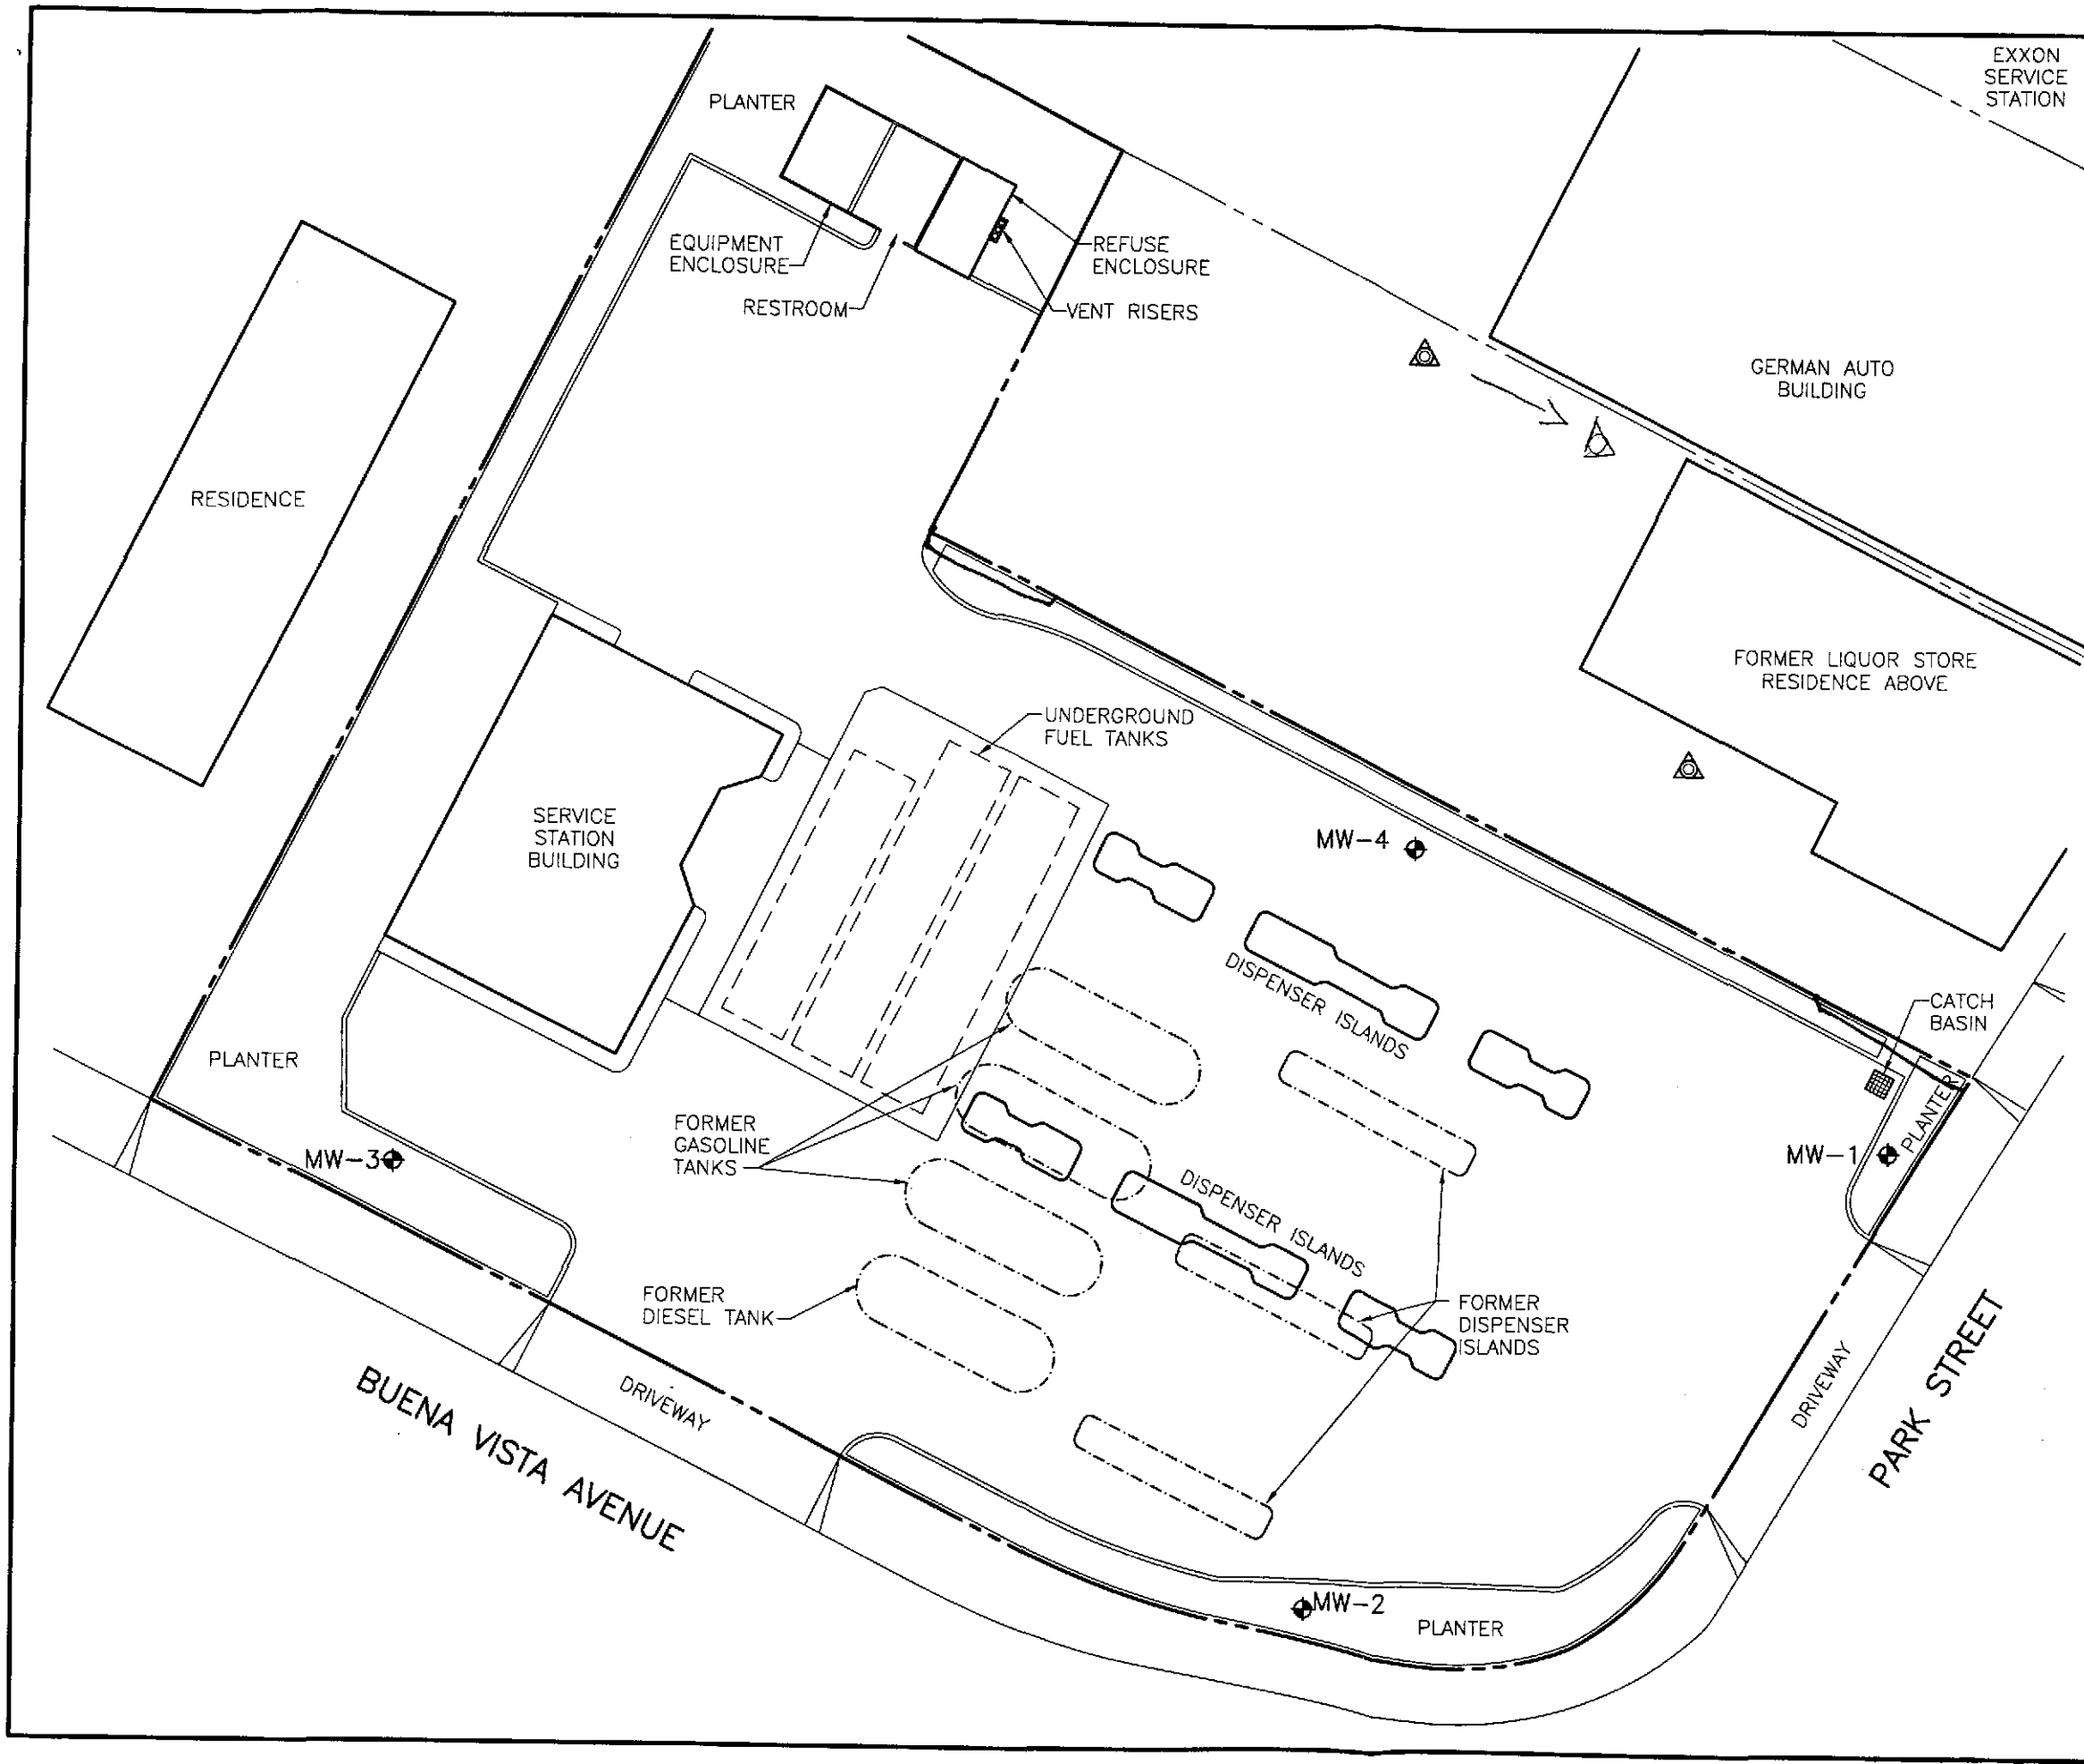 EXXON
SERVICE
STATION
PLANTER
EQUIPMENT
ENCLOSURE
RESTROOM
REFUSE
ENCLOSURE
VENT RISERS
GERMAN AUTO
BUILDING
RESIDENCE
FORMER LIQUOR STORE
RESIDENCE ABOVE
UNDERGROUND
FUEL TANKS
SERVICE
STATION
BUILDING
MW-4
DISPENSER ISLANDS
CATCH
BASIN
PLANTER
PLANTER
MW-3
FORMER
GASOLINE
TANKS
MW-1
DISPENSER ISLANDS
FORMER
DIESEL TANK
FORMER
DISPENSER
ISLANDS
BUENA VISTA AVENUE
DRIVEWAY
DRIVEWAY
PARK STREET
MW-2
PLANTER